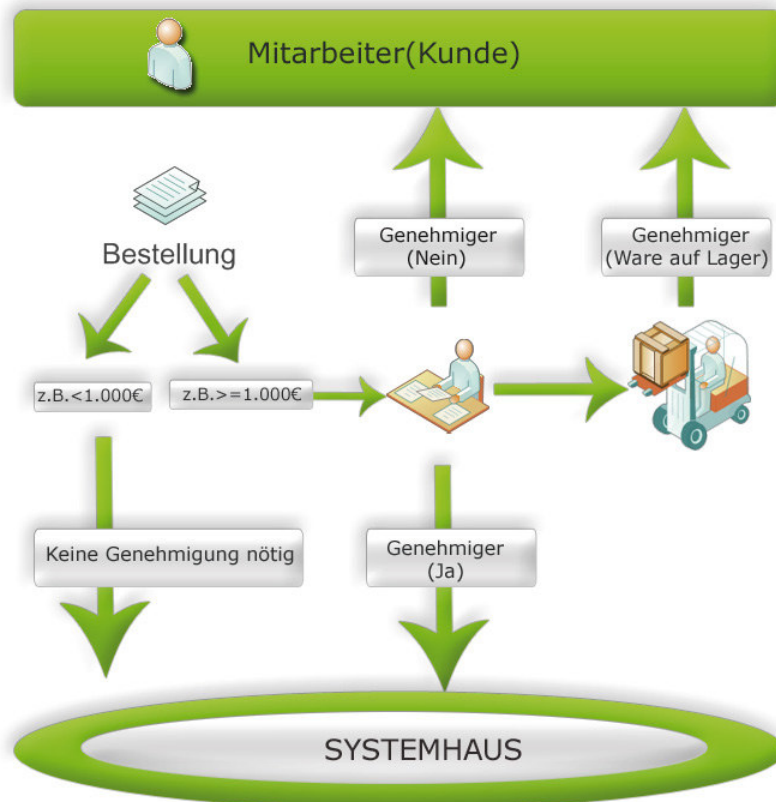 Mitarbeiter(Kunde)
Bestellung
Genehmiger
(Nein)
Genehmiger
(Ware auf Lager)
z.B.<1.000€
z.B.>=1.000€
Keine Genehmigung nötig
Genehmiger
(Ja)
SYSTEMHAUS